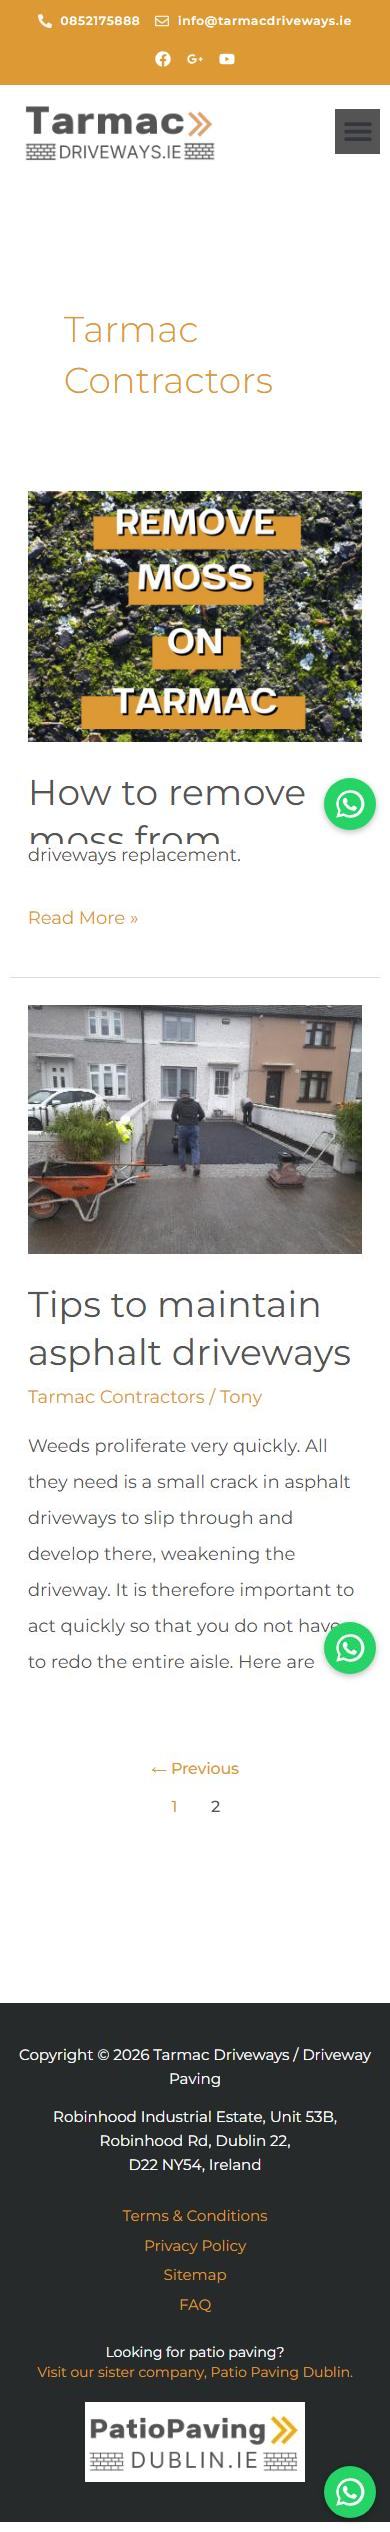 0852175888 info@tarmacdriveways.ie
Tarmac
DRIVEWAYS.IE
Tarmac
Contractors
REMOVE
MOSS
ON
TARMAC
How to remove
moss from
driveways replacement.
Read More »
Tips to maintain
asphalt driveways
Tarmac Contractors / Tony
Weeds proliferate very quickly. All
they need is a small crack in asphalt
driveways to slip through and
develop there, weakening the
driveway. It is therefore important to
act quickly so that you do not have
to redo the entire aisle. Here are
← Previous
1 2
Copyright © 2026 Tarmac Driveways / Driveway
Paving
Robinhood Industrial Estate, Unit 53B,
Robinhood Rd, Dublin 22,
D22 NY54, Ireland
Terms & Conditions
Privacy Policy
Sitemap
FAQ
Looking for patio paving?
Visit our sister company, Patio Paving Dublin.
PatioPaving
DUBLIN.IE